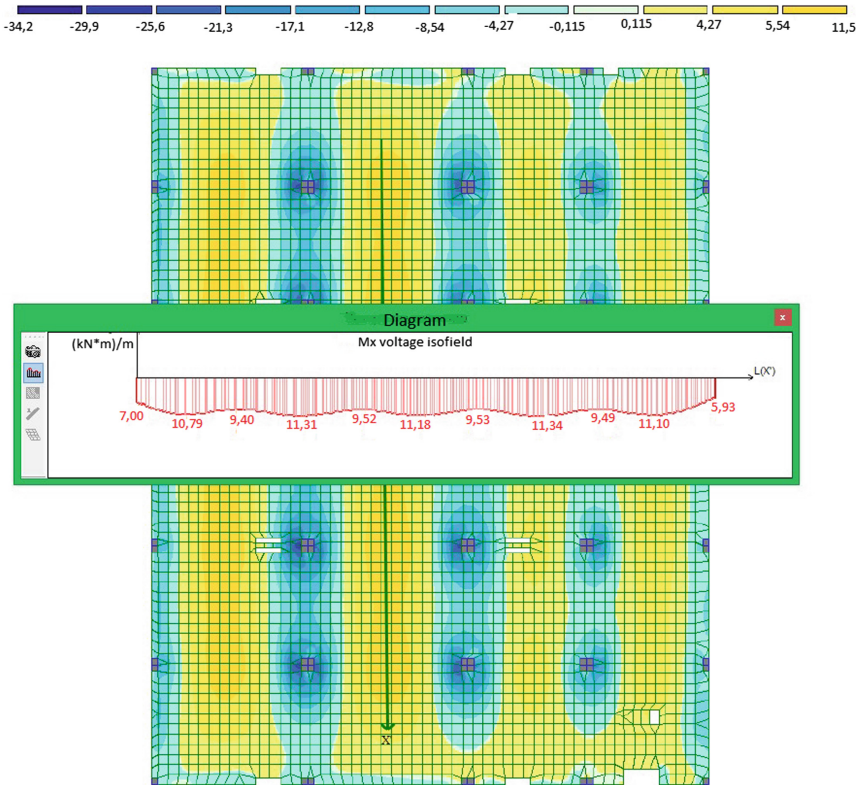 -34,2 -29,9 -25,6 -21,3 -17,1 -12,8 -8,54 -4,27 -0,115 0,115 4,27 5,54 11,5
Diagram
x
(kN*m)/m
Mx voltage isofield
L(X')
7,00 10,79 9,40 11,31 9,52 11,18 9,53 11,34 9,49 11,10 5,93
X